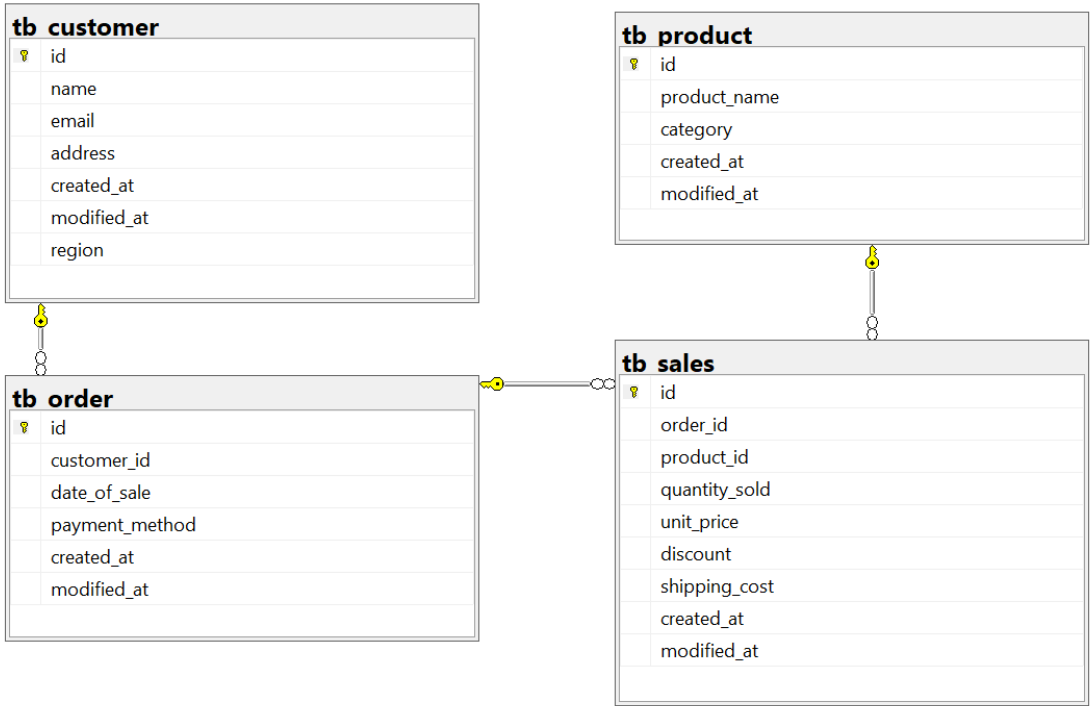 tb_customer
id
name
email
address
created_at
modified_at
region
tb_product
id
product_name
category
created_at
modified_at
tb_order
id
customer_id
date_of_sale
payment_method
created_at
modified_at
tb_sales
id
order_id
product_id
quantity_sold
unit_price
discount
shipping_cost
created_at
modified_at